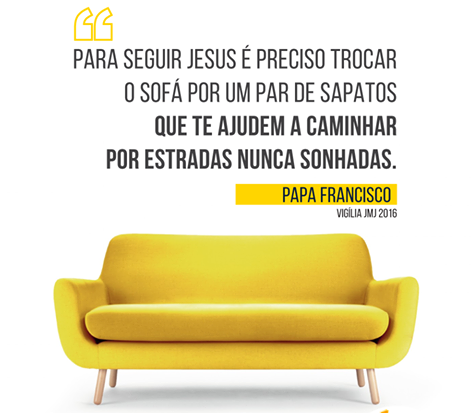 PARA SEGUIR JESUS É PRECISO TROCAR
O SOFÁ POR UM PAR DE SAPATOS
QUE TE AJUDEM A CAMINHAR
POR ESTRADAS NUNCA SONHADAS.
PAPA FRANCISCO
VIGÍLIA JMJ 2016